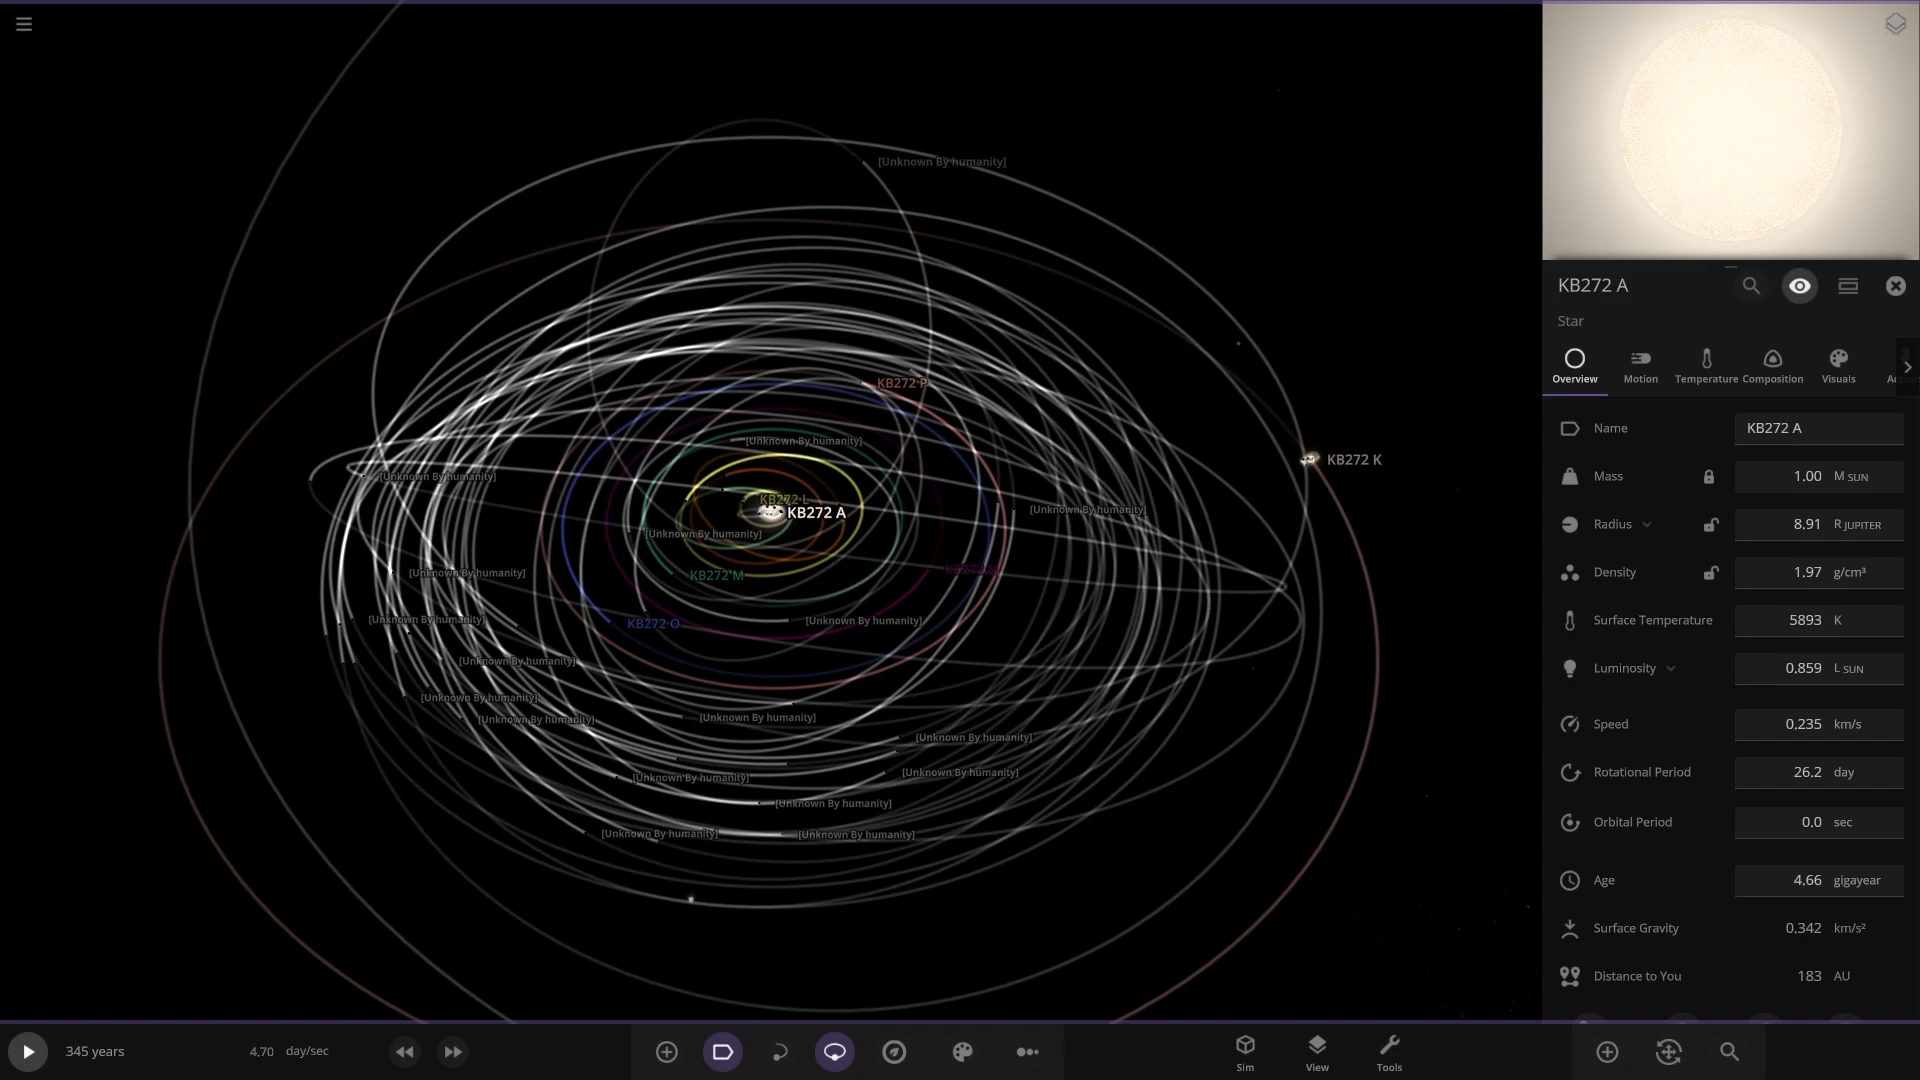 [Unknown By humanity]
KB272 P
[Unknown By humanity]
KB272 K
[Unknown By humanity]
KB272 L
KB272 A
[Unknown By humanity]
[Unknown By humanity]
[Unknown By humanity]
KB272 M
KB272 N
[Unknown By humanity]
KB272 O
[Unknown By humanity]
[Unknown By humanity]
[Unknown By humanity]
[Unknown By humanity]
[Unknown By humanity]
[Unknown By humanity]
[Unknown By humanity]
[Unknown By humanity]
[Unknown By humanity]
[Unknown By humanity]
[Unknown By humanity]
[Unknown By humanity]
KB272 A
Star
Overview Motion Temperature Composition Visuals
Name KB272 A
Mass 1.00 M SUN
Radius 8.91 R JUPITER
Density 1.97 g/cm³
Surface Temperature 5893 K
Luminosity 0.859 L SUN
Speed 0.235 km/s
Rotational Period 26.2 day
Orbital Period 0.0 sec
Age 4.66 gigayear
Surface Gravity 0.342 km/s²
Distance to You 183 AU
345 years 4.70 day/sec
Sim View Tools